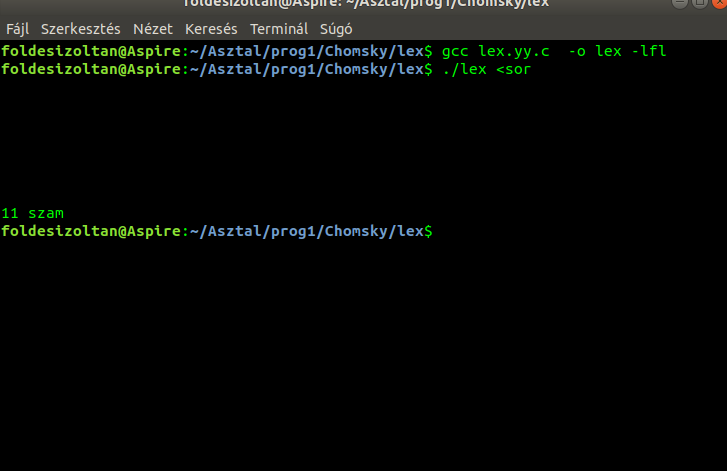 foldesizoltan@Aspire: ~/Asztal/prog1/Chomsky/lex
Fájl Szerkesztés Nézet Keresés Terminál Súgó
foldesizoltan@Aspire:~/Asztal/prog1/Chomsky/lex$ gcc lex.yy.c  -o lex -lfl
foldesizoltan@Aspire:~/Asztal/prog1/Chomsky/lex$ ./lex <sor
11 szam
foldesizoltan@Aspire:~/Asztal/prog1/Chomsky/lex$